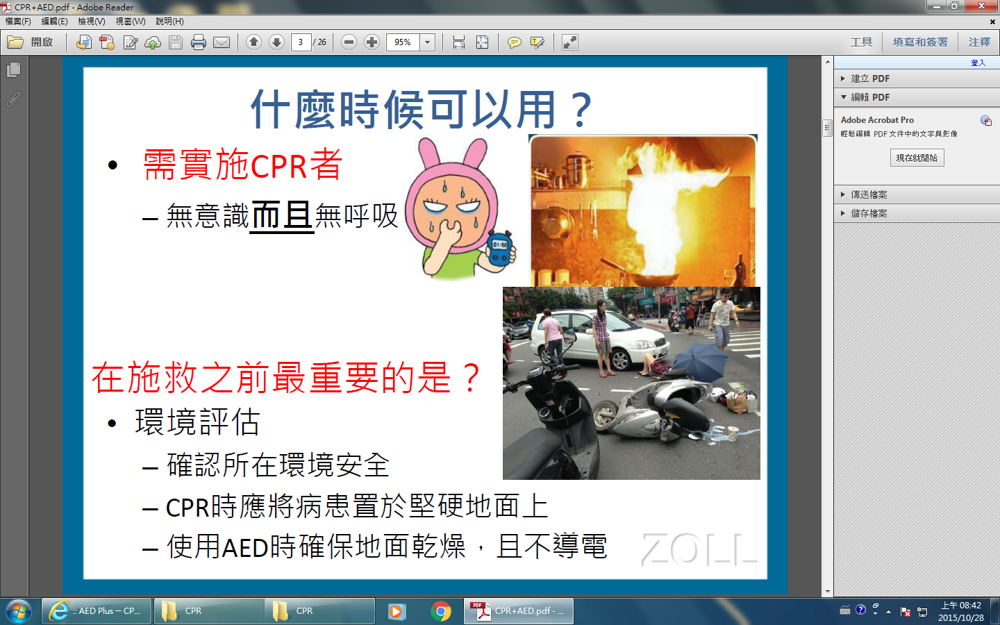 CPR+AED.pdf - Adobe Reader
檔案(F) 編輯(E) 檢視(V) 視窗(W) 說明(H)
開啟 3 / 26 95% 工具 填寫和簽署 注釋
登入
建立 PDF
編輯 PDF
Adobe Acrobat Pro
輕鬆編輯 PDF 文件中的文字與影像
現在就開始
傳送檔案
儲存檔案
什麼時候可以用？
• 需實施CPR者
– 無意識而且無呼吸
01:50
在施救之前最重要的是？
• 環境評估
– 確認所在環境安全
– CPR時應將病患置於堅硬地面上
– 使用AED時確保地面乾燥，且不導電
ZOLL
:: AED Plus － CP... CPR CPR CPR+AED.pdf - ...
上午 08:42
2015/10/28